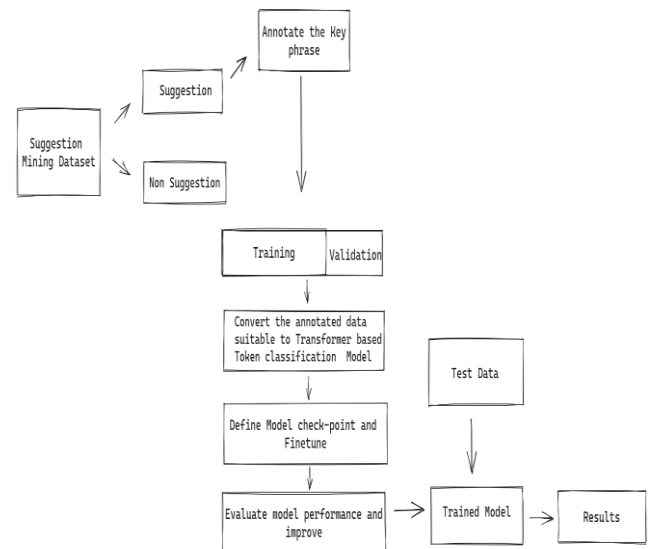 Annotate the Key
phrase
Suggestion
Suggestion
Mining Dataset
Non Suggestion
Training
Validation
Convert the annotated data
suitable to Transformer based
Token classification Model
Test Data
Define Model check-point and
Finetune
Evaluate model performance and
improve
Trained Model
Results